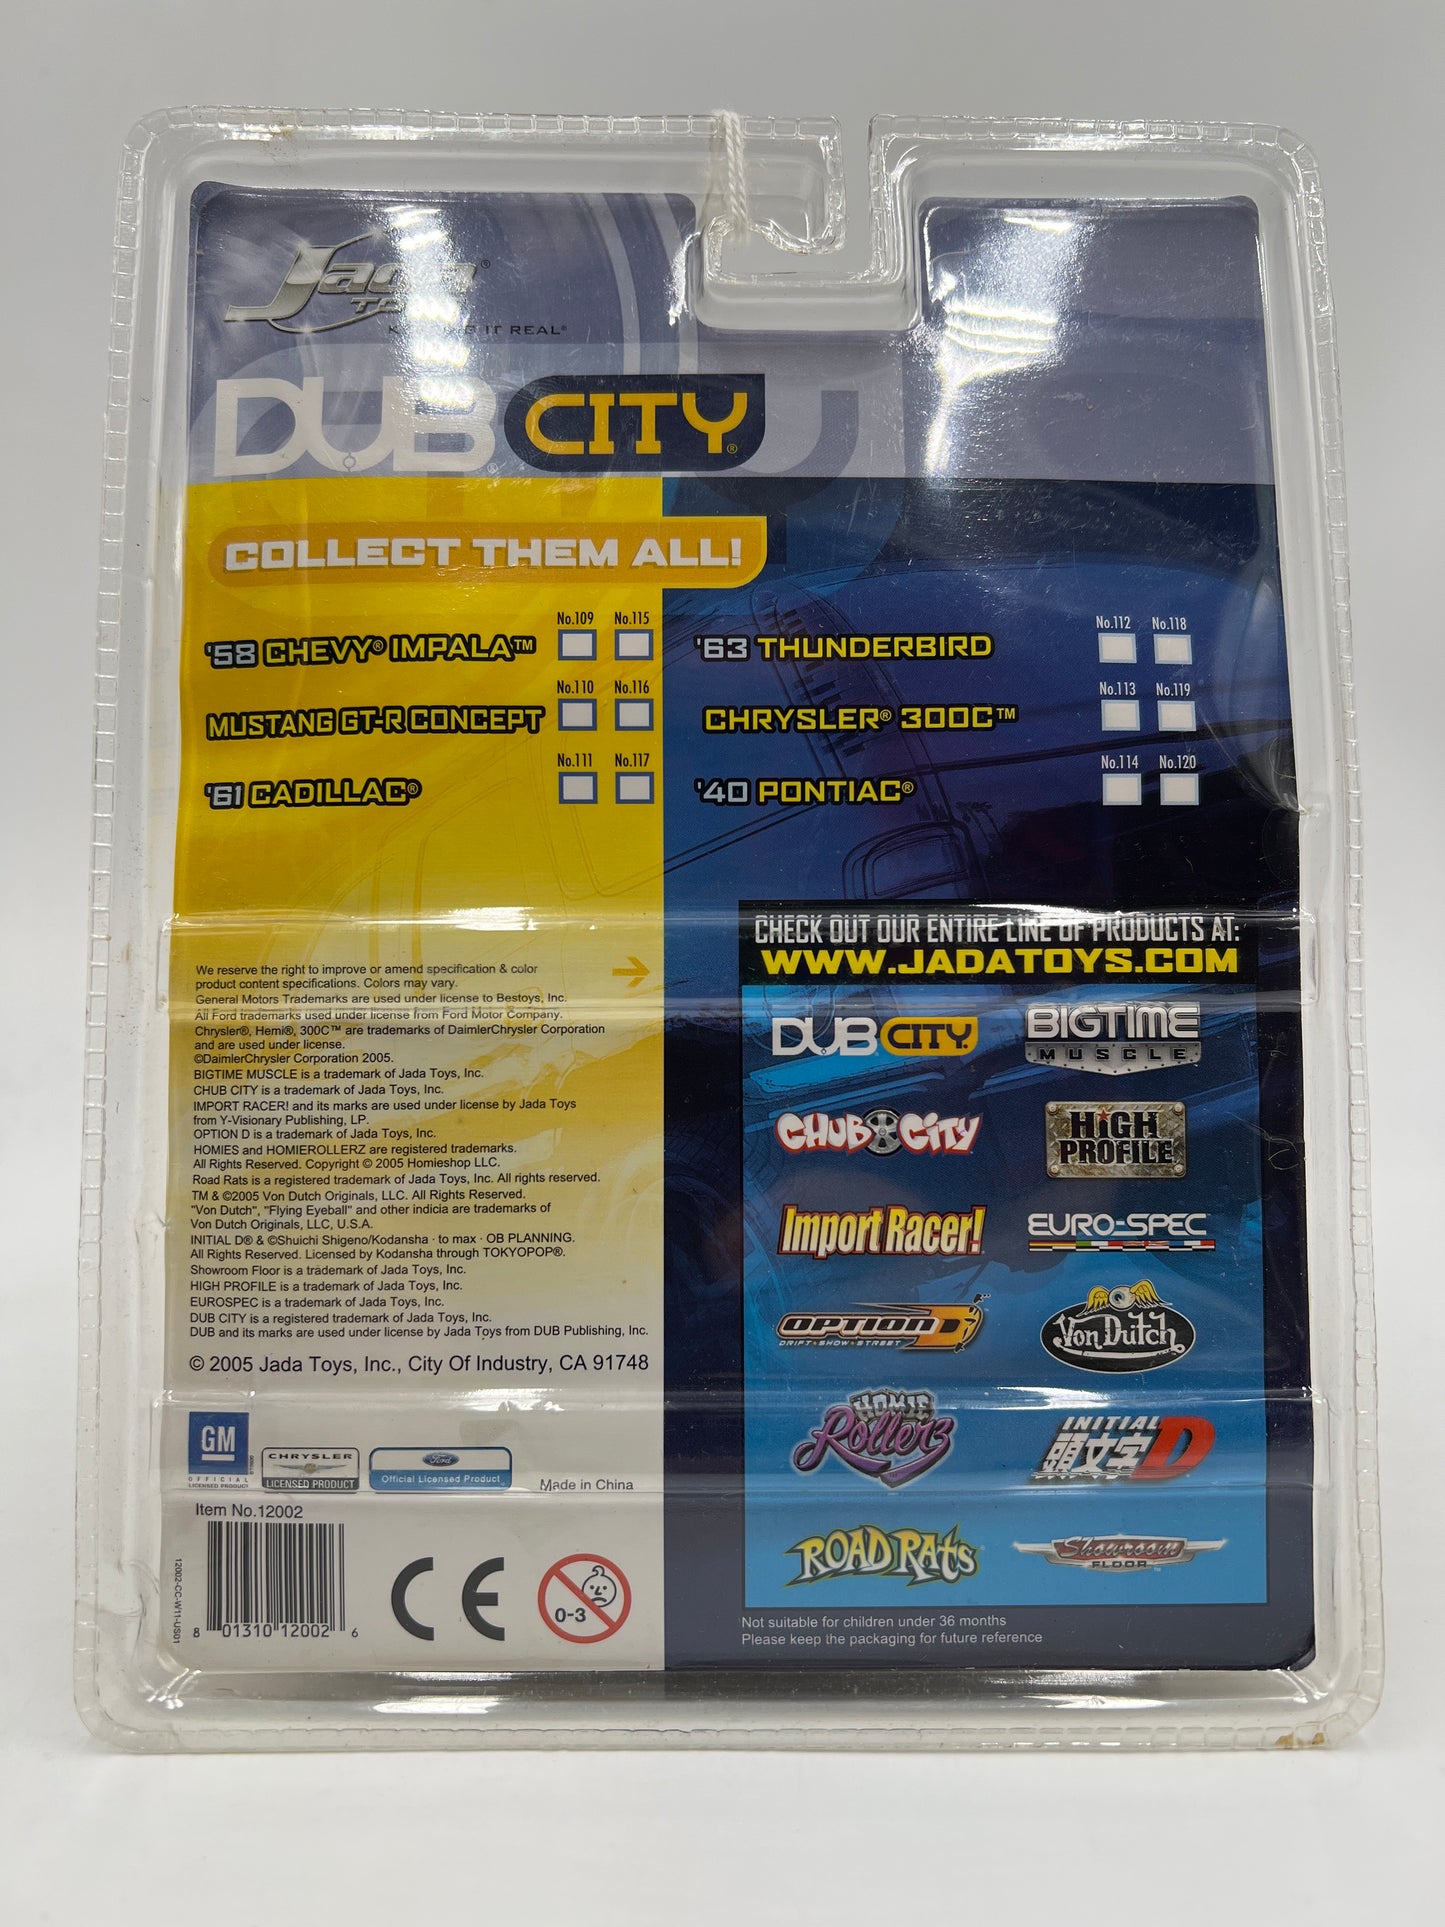 Jada®
IT REAL®
DUB® CITY®
COLLECT THEM ALL!
No.109 No.115
'58 CHEVY® IMPALA™
No.110 No.116
MUSTANG GT-R CONCEPT
No.111 No.117
'61 CADILLAC®
No.112 No.118
'63 THUNDERBIRD
No.113 No.119
CHRYSLER® 300C™
No.114 No.120
'40 PONTIAC®
We reserve the right to improve or amend specification & color
product content specifications. Colors may vary.
General Motors Trademarks are used under license to Bestoys, Inc.
All Ford trademarks used under license from Ford Motor Company.
Chrysler®, Hemi®, 300C™ are trademarks of DaimlerChrysler Corporation
and are used under license.
©DaimlerChrysler Corporation 2005.
BIGTIME MUSCLE is a trademark of Jada Toys, Inc.
CHUB CITY is a trademark of Jada Toys, Inc.
IMPORT RACER! and its marks are used under license by Jada Toys
from Y-Visionary Publishing, LP.
OPTION D is a trademark of Jada Toys, Inc.
HOMIES and HOMIEROLLERZ are registered trademarks.
All Rights Reserved. Copyright © 2005 Homieshop LLC.
Road Rats is a registered trademark of Jada Toys, Inc. All rights reserved.
TM & ©2005 Von Dutch Originals, LLC. All Rights Reserved.
"Von Dutch", "Flying Eyeball" and other indicia are trademarks of
Von Dutch Originals, LLC, U.S.A.
INITIAL D® & ©Shuichi Shigeno/Kodansha · to max · OB PLANNING.
All Rights Reserved. Licensed by Kodansha through TOKYOPOP®.
Showroom Floor is a trademark of Jada Toys, Inc.
HIGH PROFILE is a trademark of Jada Toys, Inc.
EUROSPEC is a trademark of Jada Toys, Inc.
DUB CITY is a registered trademark of Jada Toys, Inc.
DUB and its marks are used under license by Jada Toys from DUB Publishing, Inc.
© 2005 Jada Toys, Inc., City Of Industry, CA 91748
GM
OFFICIAL
LICENSED PRODUCT
CHRYSLER
LICENSED PRODUCT
Ford
Official Licensed Product
Made in China
Item No.12002
12002-CC-W11-US01
8 01310 12002 6
CE
0-3
CHECK OUT OUR ENTIRE LINE OF PRODUCTS AT:
WWW.JADATOYS.COM
DUB CITY
BIGTIME
MUSCLE
CHUB CITY
HIGH
PROFILE
Import Racer!
EURO-SPEC
OPTION D
DRIFT·SHOW·STREET
Von Dutch
HOMIE
Rollerz
INITIAL D
頭文字
ROAD RATS
Showroom
FLOOR
Not suitable for children under 36 months
Please keep the packaging for future reference